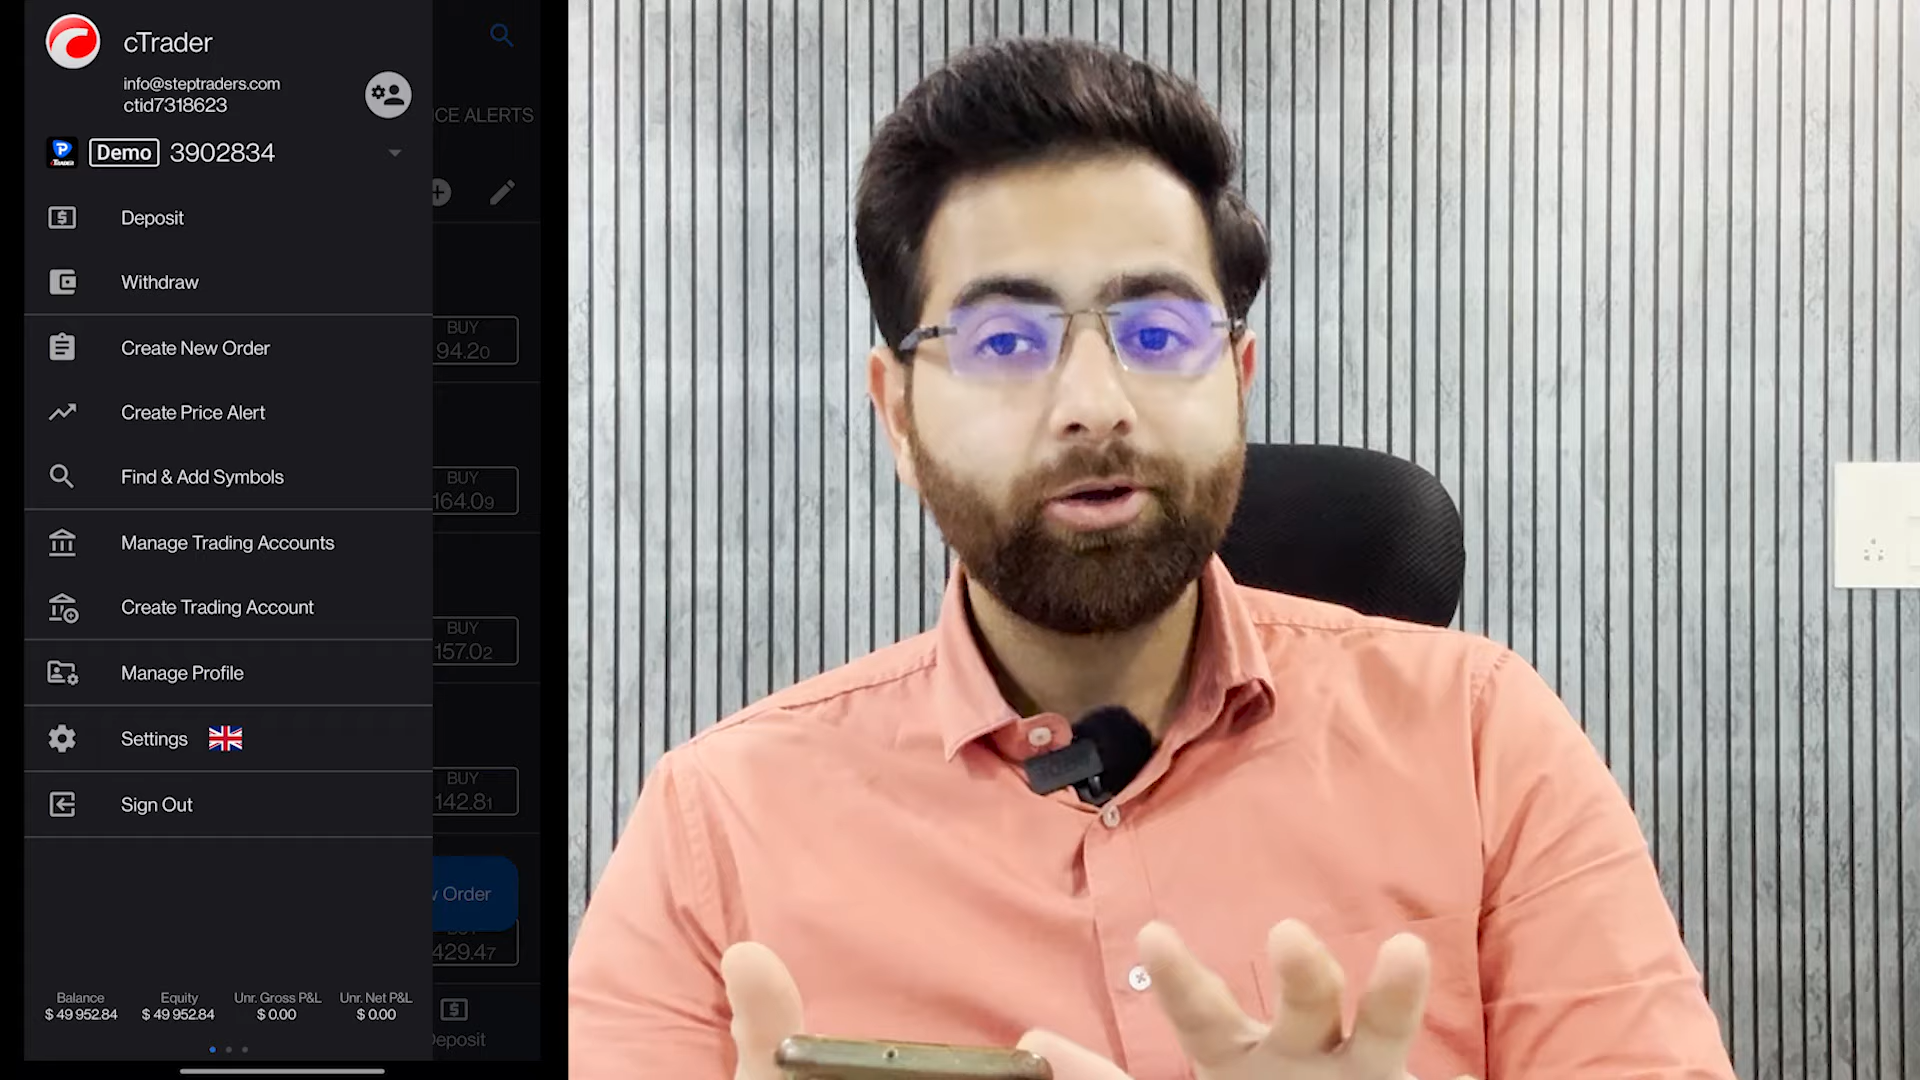 cTrader
info@steptraders.com
ctid7318623
ICE ALERTS
Demo 3902834
Deposit
Withdraw
BUY
94.20
Create New Order
Create Price Alert
BUY
164.09
Find & Add Symbols
Manage Trading Accounts
Create Trading Account
BUY
157.02
Manage Profile
Settings
BUY
142.81
Sign Out
Order
BUY
429.47
Balance Equity Unr. Gross P&L Unr. Net P&L
$ 49 952.84 $ 49 952.84 $ 0.00 $ 0.00
Deposit